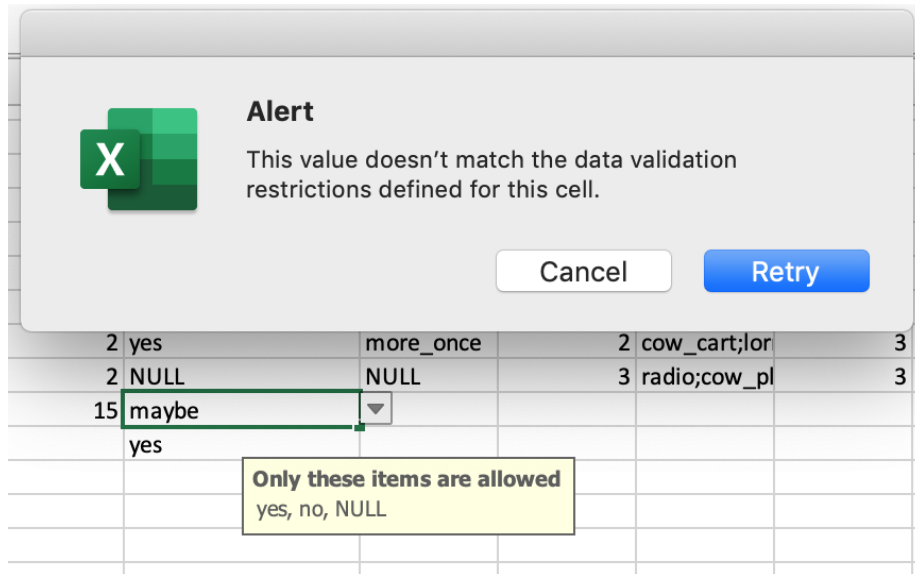 Alert
This value doesn't match the data validation
restrictions defined for this cell.
Cancel Retry
2 yes more_once 2 cow_cart;lor 3
2 NULL NULL 3 radio;cow_pl 3
15 maybe
yes
Only these items are allowed
yes, no, NULL